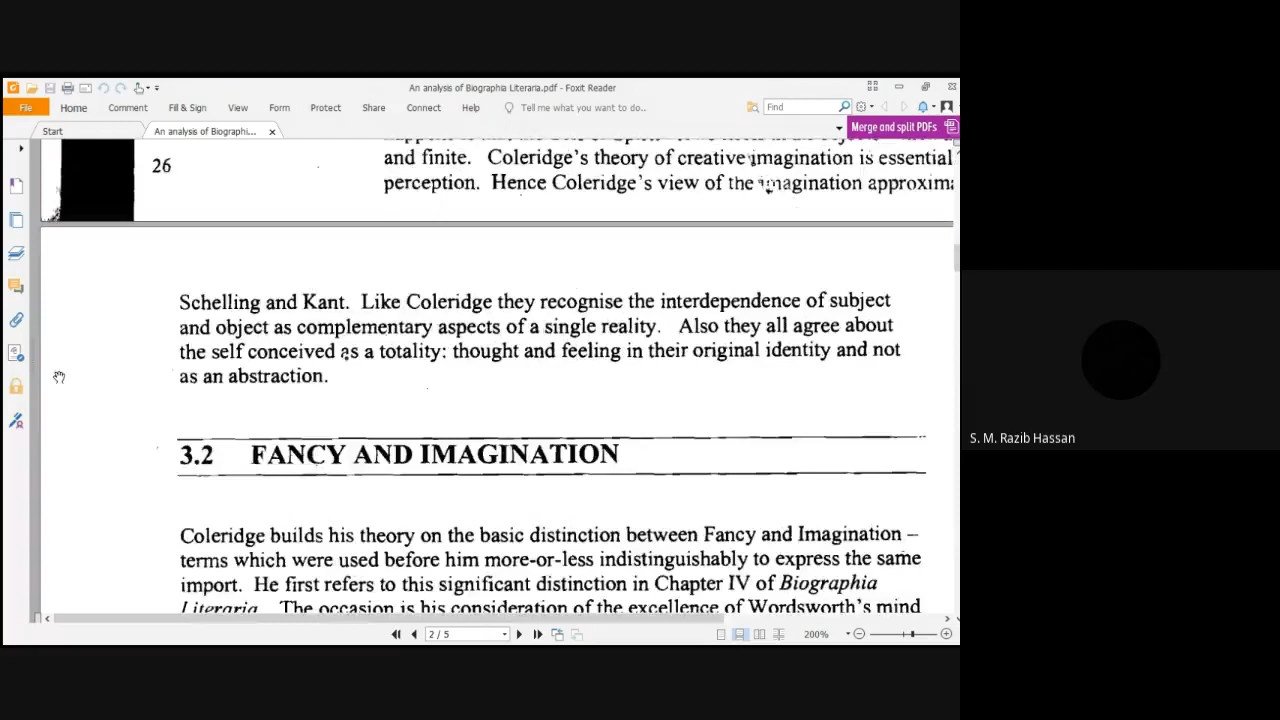 An analysis of Biographia Literaria.pdf - Foxit Reader
File Home Comment Fill & Sign View Form Protect Share Connect Help Tell me what you want to do... Find
Start An analysis of Biographi... Merge and split PDFs
26
and finite. Coleridge's theory of creative imagination is essential
perception. Hence Coleridge's view of the imagination approxima
Schelling and Kant. Like Coleridge they recognise the interdependence of subject
and object as complementary aspects of a single reality. Also they all agree about
the self conceived as a totality: thought and feeling in their original identity and not
as an abstraction.
3.2 FANCY AND IMAGINATION
Coleridge builds his theory on the basic distinction between Fancy and Imagination –
terms which were used before him more-or-less indistinguishably to express the same
import. He first refers to this significant distinction in Chapter IV of Biographia
Literaria. The occasion is his consideration of the excellence of Wordsworth's mind
2 / 5 200%
S. M. Razib Hassan